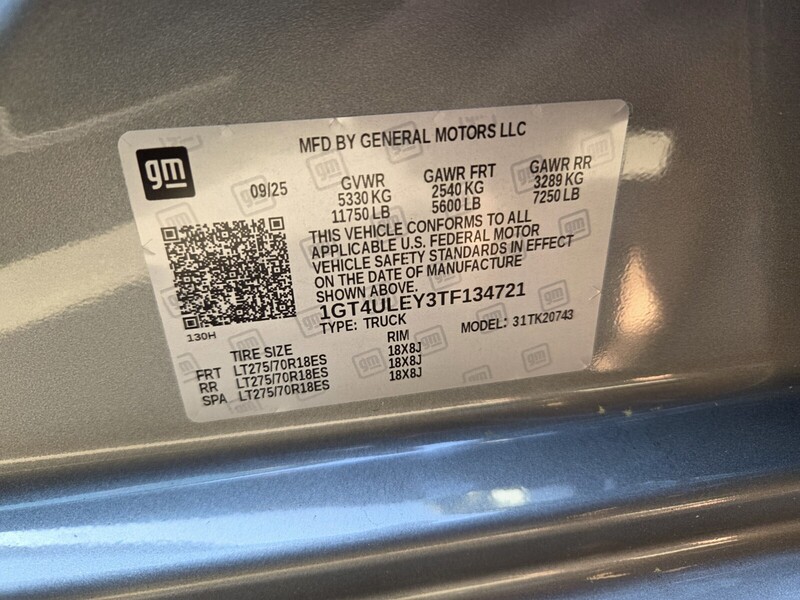 MFD BY GENERAL MOTORS LLC
gm
09/25 GVWR GAWR FRT GAWR RR
5330 KG 2540 KG 3289 KG
11750 LB 5600 LB 7250 LB
THIS VEHICLE CONFORMS TO ALL
APPLICABLE U.S. FEDERAL MOTOR
VEHICLE SAFETY STANDARDS IN EFFECT
ON THE DATE OF MANUFACTURE
SHOWN ABOVE.
1GT4ULEY3TF134721
TYPE: TRUCK MODEL: 31TK20743
130H
TIRE SIZE RIM
FRT LT275/70R18ES 18X8J
RR LT275/70R18ES 18X8J
SPA LT275/70R18ES 18X8J